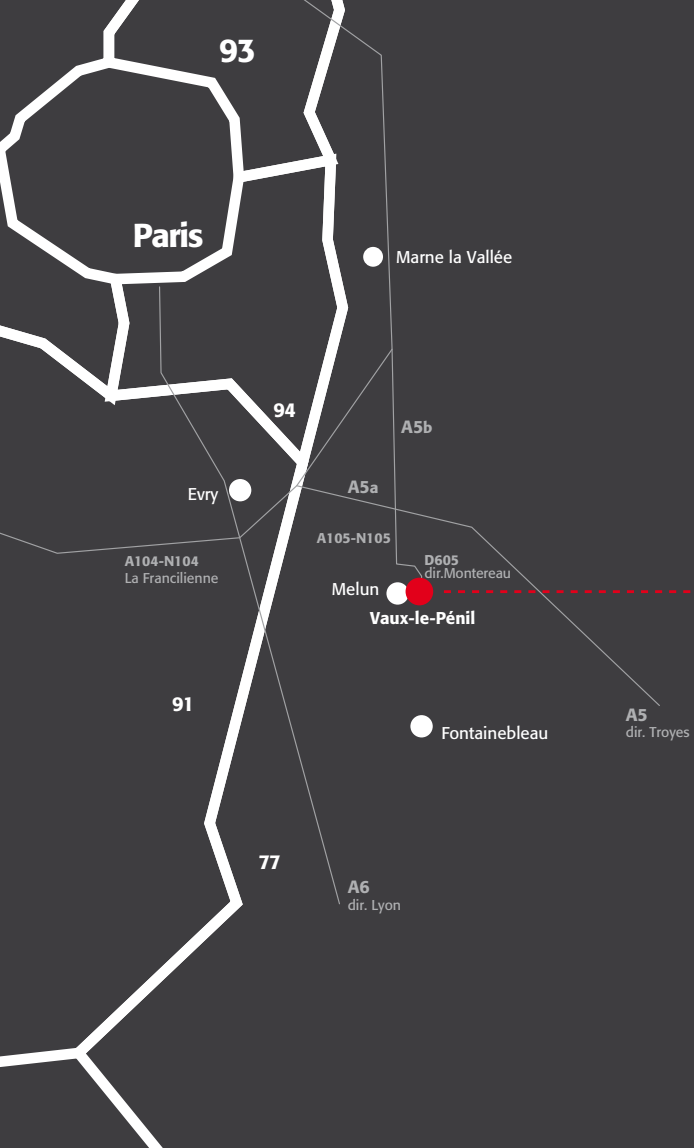 93
Paris
Marne la Vallée
94
A5b
A5a
Evry
A105-N105
A104-N104
La Francilienne
D605
dir.Montereau
Melun
Vaux-le-Pénil
91
A5
dir. Troyes
Fontainebleau
77
A6
dir. Lyon